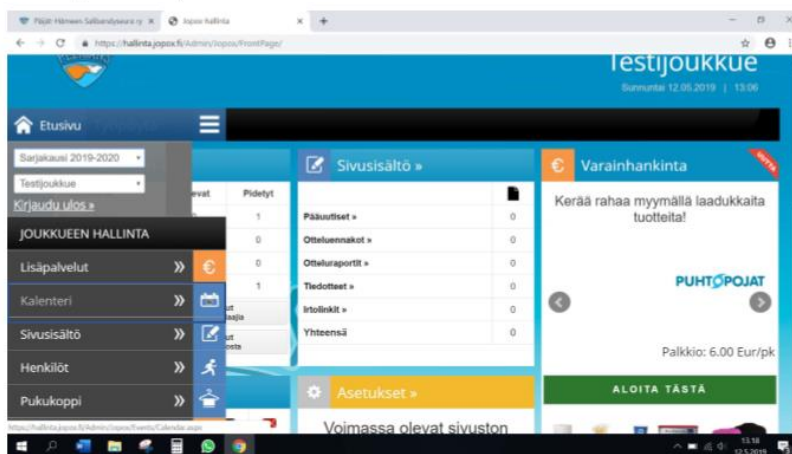 Päjät-Hämeen Salibandyseura ry
Jopox-hallinta
https://hallinta.jopox.fi/Admin/Jopox/FrontPage/
Testijoukkue
Sunnuntai 12.05.2019 | 13:06
Etusivu
Sarjakausi 2019-2020
Testijoukkue
Kirjaudu ulos »
JOUKKUEEN HALLINTA
Lisäpalvelut
Kalenteri
Sivusisältö
Henkilöt
Pukukoppi
evat Pidetyt
1
0
0
1
Sivusisältö »
Pääuutiset » 0
Otteluennakot » 0
Otteluraportit » 0
Tiedotteet » 0
Irtolinkit » 0
Yhteensä 0
Asetukset »
Voimassa olevat sivuston
€ Varainhankinta
UUTTA
Kerää rahaa myymällä laadukkaita
tuotteita!
PUHTOPOJAT
Palkkio: 6.00 Eur/pk
ALOITA TÄSTÄ
https://hallinta.jopox.fi/Admin/Jopox/Events/Calendar.aspx
13.18
12.5.2019